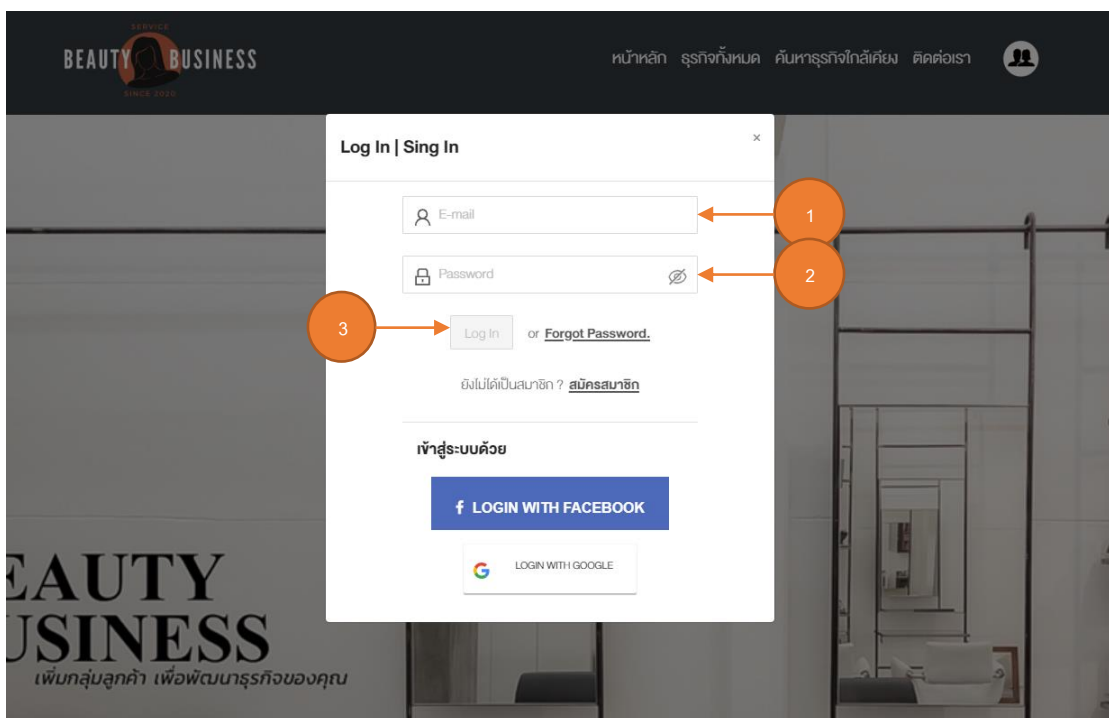 SERVICE
BEAUTY BUSINESS
SINCE 2020
หน้าหลัก ธุรกิจทั้งหมด ค้นหาธุรกิจใกล้เคียง ติดต่อเรา
Log In | Sing In ×
E-mail
1
Password
2
3
Log In or Forgot Password.
ยังไม่ได้เป็นสมาชิก ? สมัครสมาชิก
เข้าสู่ระบบด้วย
f LOGIN WITH FACEBOOK
G LOGIN WITH GOOGLE
EAUTY
USINESS
เพิ่มกลุ่มลูกค้า เพื่อพัฒนาธุรกิจของคุณ